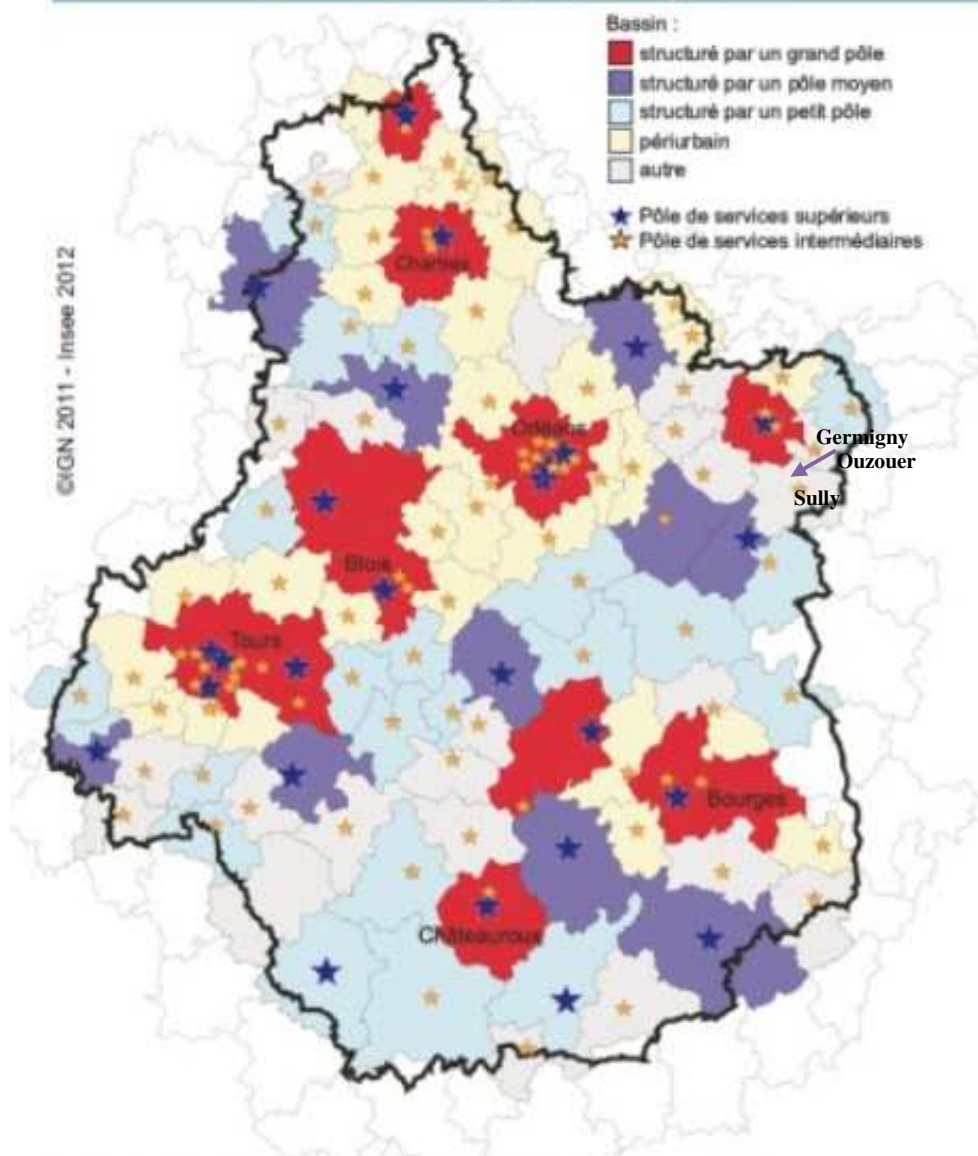 Bassin :
structuré par un grand pôle
structuré par un pôle moyen
structuré par un petit pôle
périurbain
autre
Pôle de services supérieurs
Pôle de services intermédiaires
©IGN 2011 - Insee 2012
Chartres
Orléans
Germigny
Ouzouer
Sully
Blois
Tours
Bourges
Châteauroux